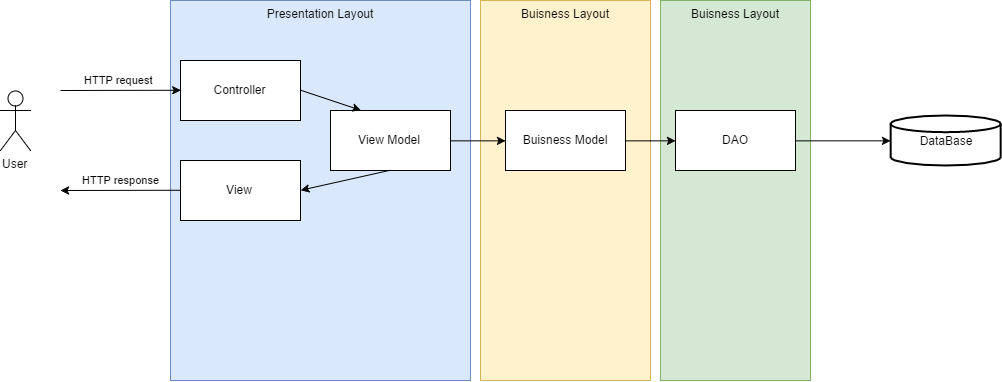 Presentation Layout
Buisness Layout
Buisness Layout
HTTP request
Controller
View Model
Buisness Model
DAO
DataBase
User
HTTP response
View